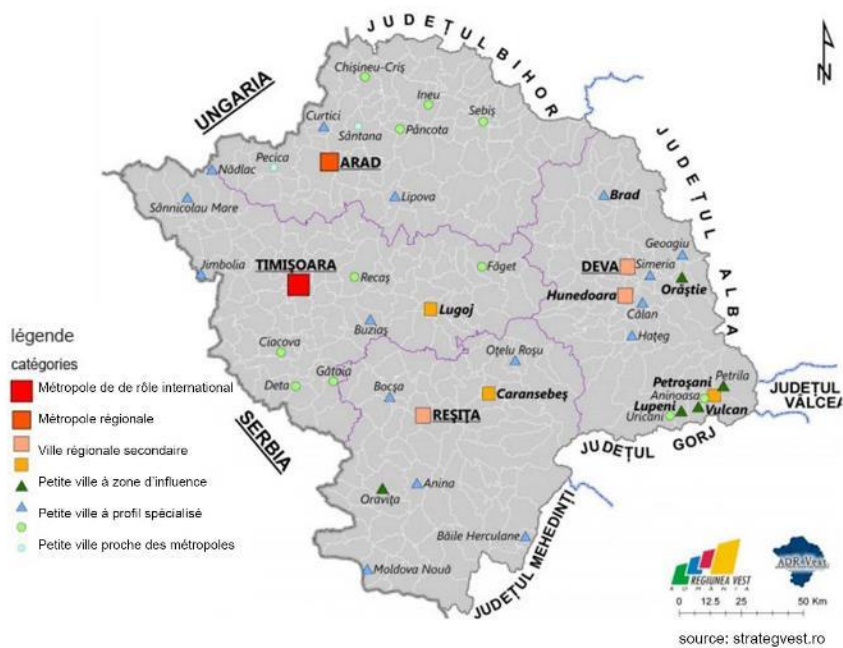 JUDEȚUL BIHOR
UNGARIA
Chișineu-Criș
Ineu
Sebiș
Curtici
Sântana
Pâncota
N
Pecica
ARAD
Nădlac
Lipova
Sânnicolau Mare
Brad
JUDEȚUL ALBA
Geoagiu
Jimbolia
TIMIȘOARA
Făget
DEVA
Simeria
Recaș
Orăștie
Hunedoara
Lugoj
Călan
légende
Buziaș
Hațeg
catégories
Ciacova
Oțelu Roșu
Métropole de de rôle international
Deta
Gătaia
Bocșa
Petroșani
Petrila
Aninoasa
JUDEȚUL
VÂLCEA
Caransebeș
Métropole régionale
Lupeni
Vulcan
REȘIȚA
Uricani
SERBIA
JUDEȚUL GORJ
Ville régionale secondaire
Petite ville à zone d'influence
Anina
Oravița
Petite ville à profil spécialisé
JUDEȚUL MEHEDINȚI
Băile Herculane
Petite ville proche des métropoles
Moldova Nouă
REGIUNEA VEST
ROMÂNIA
ADR Vest
0 12.5 25 50 Km
source: strategvest.ro